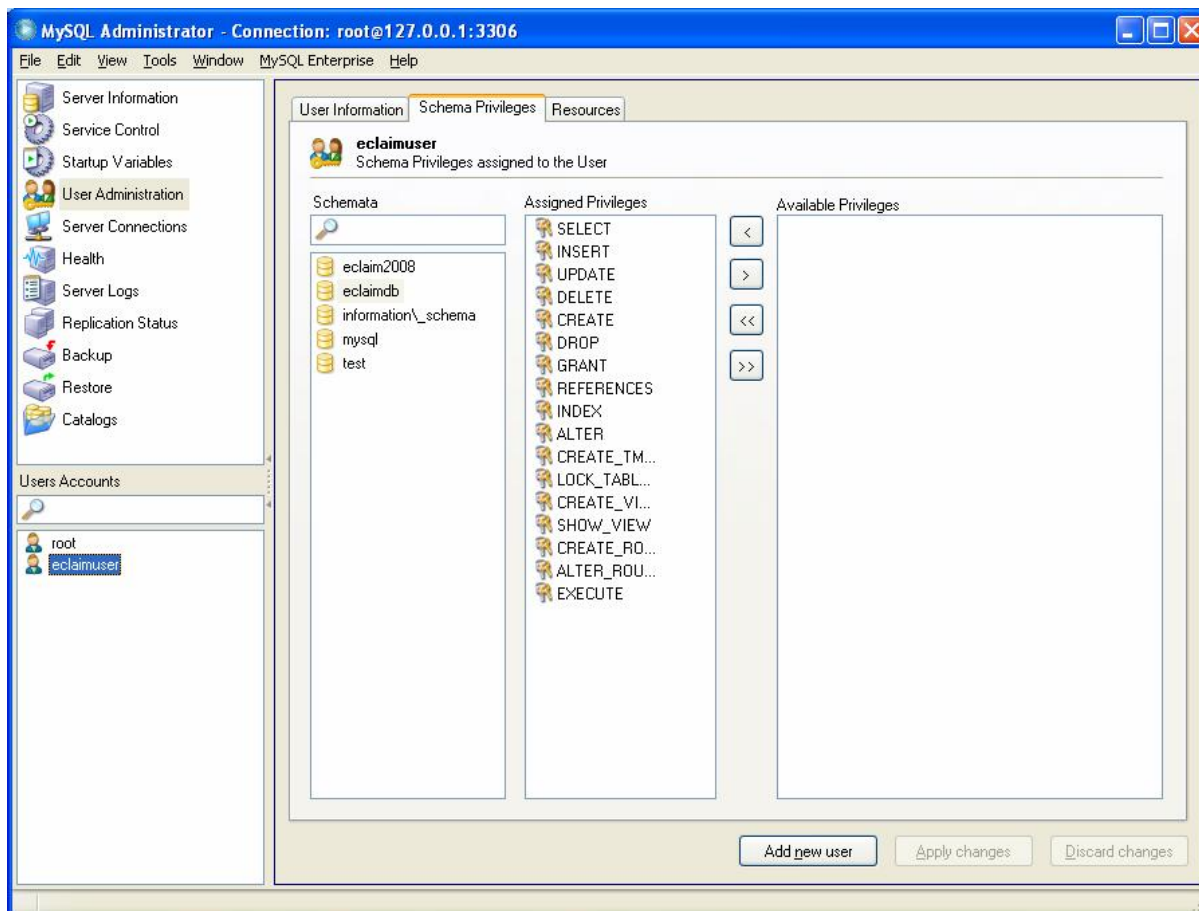 MySQL Administrator - Connection: root@127.0.0.1:3306
File Edit View Tools Window MySQL Enterprise Help
Server Information
Service Control
Startup Variables
User Administration
Server Connections
Health
Server Logs
Replication Status
Backup
Restore
Catalogs
Users Accounts
root
eclaimuser
User Information Schema Privileges Resources
eclaimuser
Schema Privileges assigned to the User
Schemata
eclaim2008
eclaimdb
information\_schema
mysql
test
Assigned Privileges
SELECT
INSERT
UPDATE
DELETE
CREATE
DROP
GRANT
REFERENCES
INDEX
ALTER
CREATE_TM...
LOCK_TABL...
CREATE_VI...
SHOW_VIEW
CREATE_RO...
ALTER_ROU...
EXECUTE
<
>
<<
>>
Available Privileges
Add new user Apply changes Discard changes